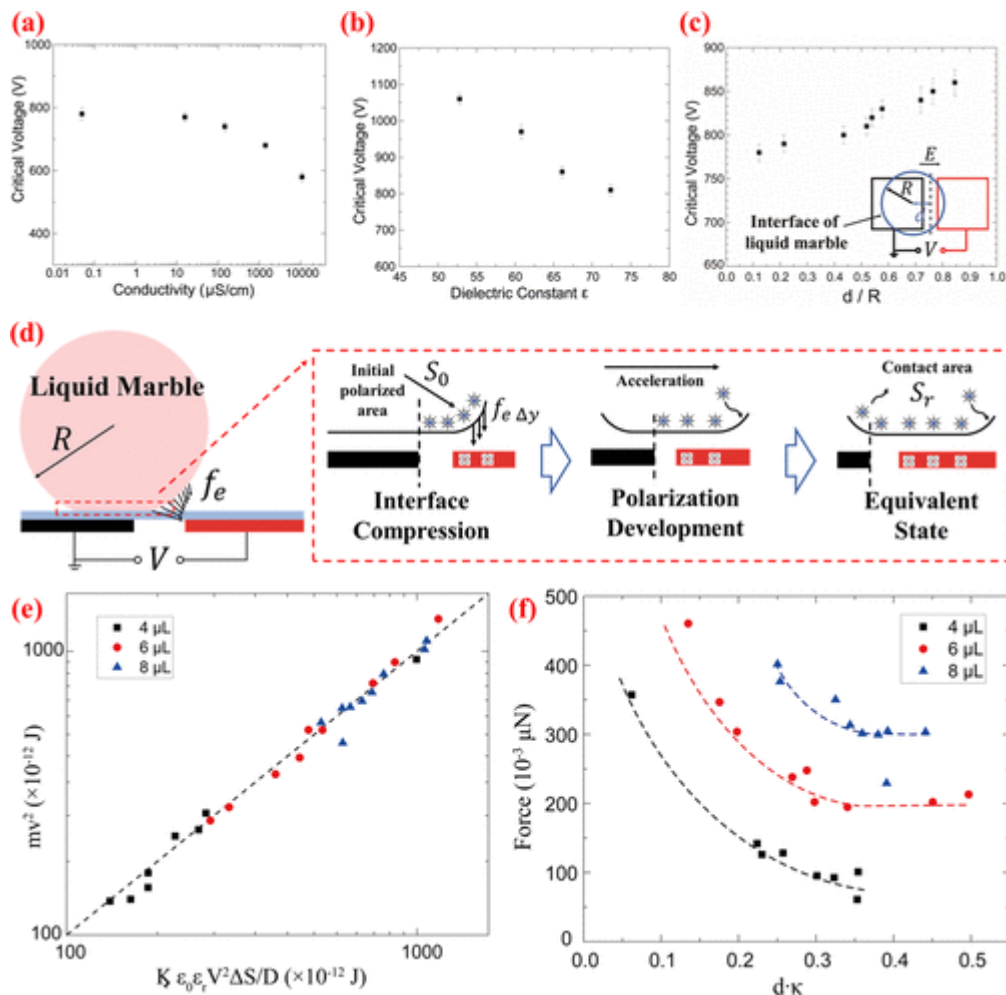 (a)
1000
800
600
400
Critical Voltage (V)
0.01 0.1 1 10 100 1000 10000
Conductivity (µS/cm)
(b)
1200
1100
1000
900
800
700
600
Critical Voltage (V)
45 50 55 60 65 70 75 80
Dielectric Constant ε
(c)
900
850
800
750
700
650
Critical Voltage (V)
E
R
d
Interface of
liquid marble
V
0.0 0.1 0.2 0.3 0.4 0.5 0.6 0.7 0.8 0.9 1.0
d / R
(d)
Liquid Marble
R
f_e
V
Initial
polarized
area
S_0
f_e Δy
Interface
Compression
Acceleration
Polarization
Development
Contact area
S_r
Equivalent
State
(e)
4 µL
6 µL
8 µL
1000
100
mv² (×10⁻¹² J)
100 1000
Ϗ ε₀εᵣV²ΔS/D (×10⁻¹² J)
(f)
4 µL
6 µL
8 µL
500
400
300
200
100
0
Force (10⁻³ µN)
0.0 0.1 0.2 0.3 0.4 0.5
d·κ